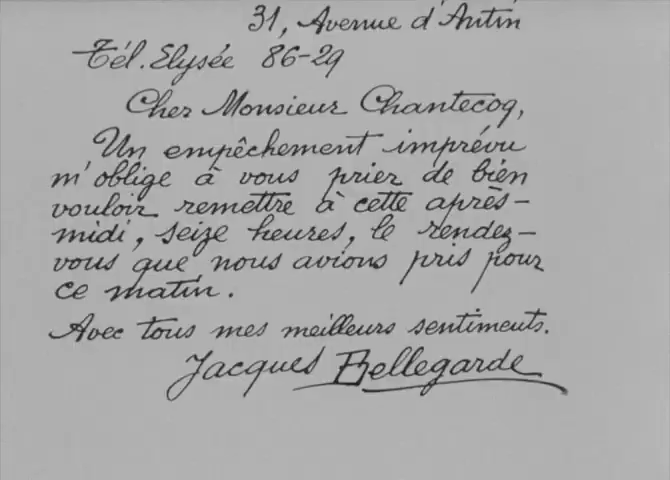 31, Avenue d'Antin
Tél. Elysée 86-29
Cher Monsieur Chantecoq,
Un empêchement imprévu
m'oblige à vous prier de bien
vouloir remettre à cette après-
midi, seize heures, le rendez-
vous que nous avions pris pour
ce matin.
Avec tous mes meilleurs sentiments.
Jacques Bellegarde